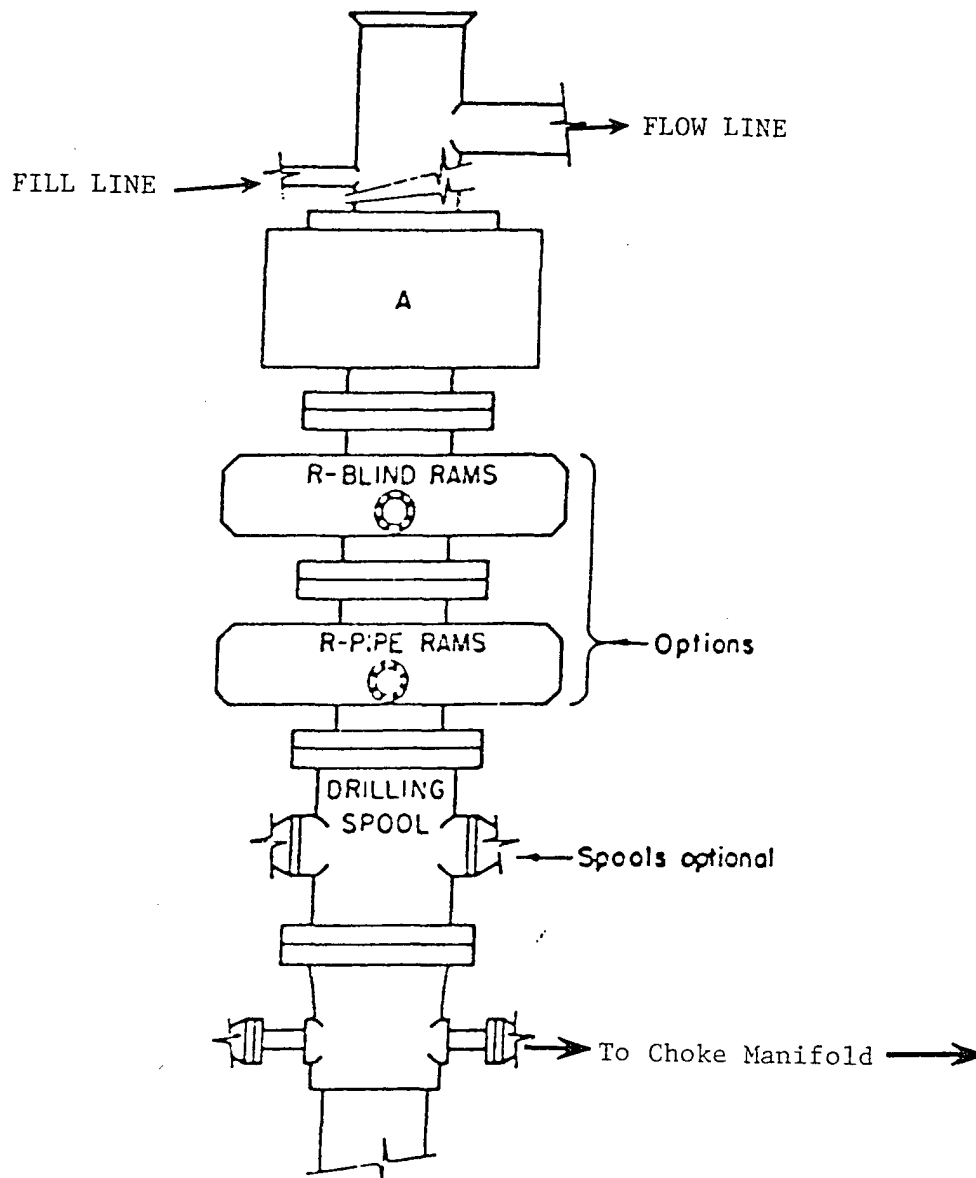 FLOW LINE
FILL LINE
A
R-BLIND RAMS
R-PIPE RAMS
Options
DRILLING
SPOOL
Spools optional
To Choke Manifold